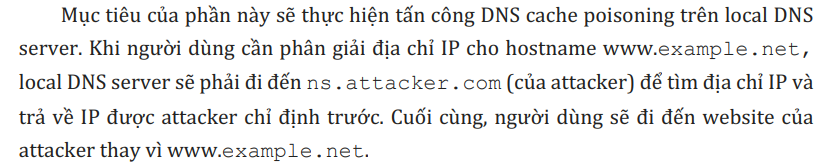 Mục tiêu của phần này sẽ thực hiện tấn công DNS cache poisoning trên local DNS
server. Khi người dùng cần phân giải địa chỉ IP cho hostname www.example.net,
local DNS server sẽ phải đi đến ns.attacker.com (của attacker) để tìm địa chỉ IP và
trả về IP được attacker chỉ định trước. Cuối cùng, người dùng sẽ đi đến website của
attacker thay vì www.example.net.